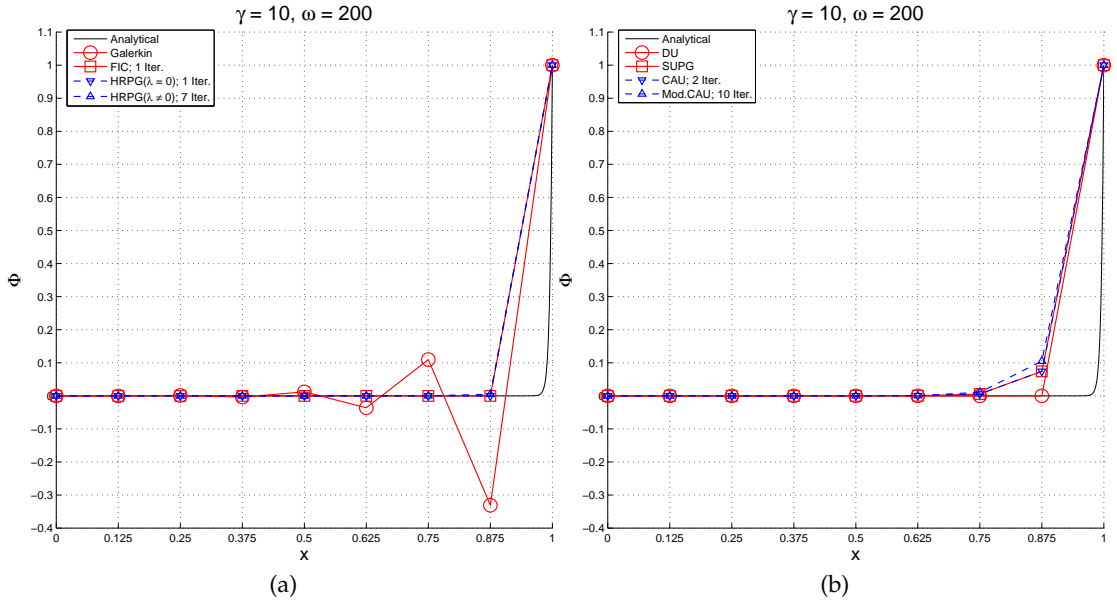 γ = 10, ω = 200
Analytical
Galerkin
FIC; 1 Iter.
HRPG(λ = 0); 1 Iter.
HRPG(λ ≠ 0); 7 Iter.
1.1
1
0.9
0.8
0.7
0.6
0.5
0.4
0.3
0.2
0.1
0
−0.1
−0.2
−0.3
−0.4
Φ
0 0.125 0.25 0.375 0.5 0.625 0.75 0.875 1
x
(a)
γ = 10, ω = 200
Analytical
DU
SUPG
CAU; 2 Iter.
Mod.CAU; 10 Iter.
1.1
1
0.9
0.8
0.7
0.6
0.5
0.4
0.3
0.2
0.1
0
−0.1
−0.2
−0.3
−0.4
Φ
0 0.125 0.25 0.375 0.5 0.625 0.75 0.875 1
x
(b)